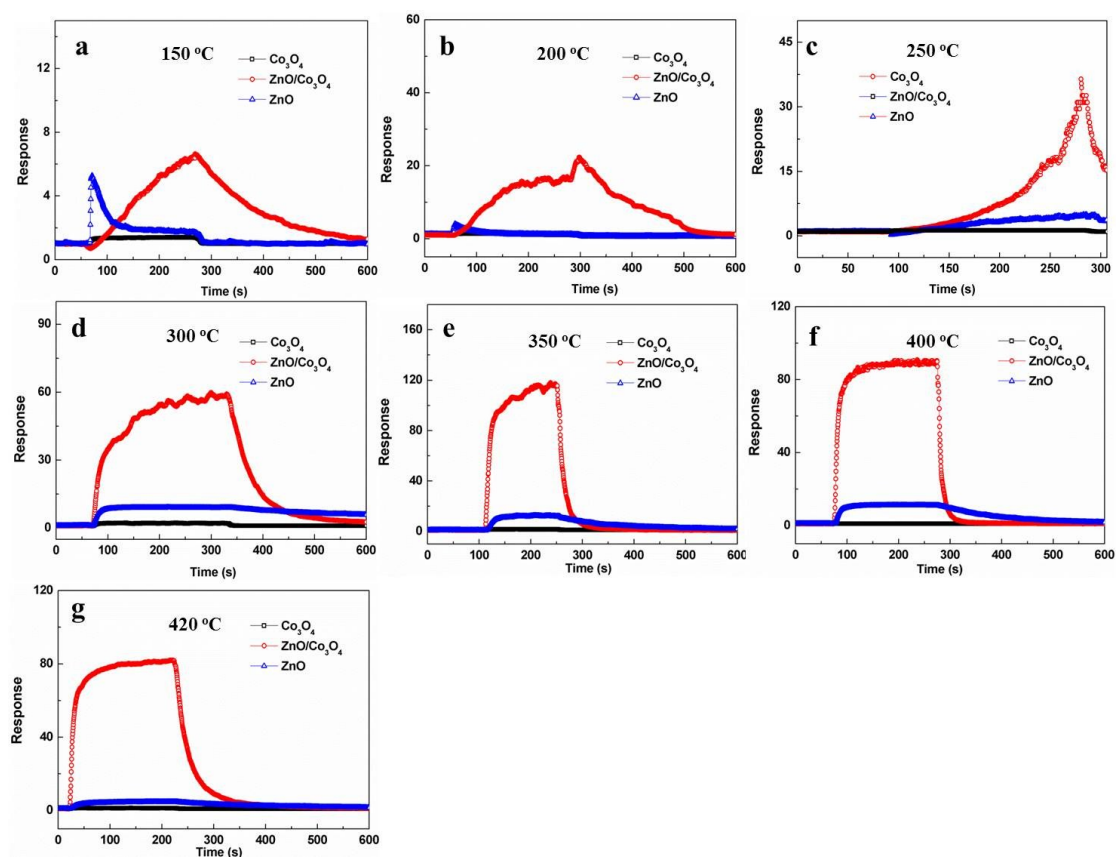 a
150 °C
Co₃O₄
ZnO/Co₃O₄
ZnO
Response
14
12
8
4
0
0 100 200 300 400 500 600
Time (s)
b
200 °C
Co₃O₄
ZnO/Co₃O₄
ZnO
Response
60
40
20
0
0 100 200 300 400 500 600
Time (s)
c
250 °C
Co₃O₄
ZnO/Co₃O₄
ZnO
Response
45
30
15
0
0 50 100 150 200 250 300
Time (s)
d
300 °C
Co₃O₄
ZnO/Co₃O₄
ZnO
Response
90
60
30
0
0 100 200 300 400 500 600
Time (s)
e
350 °C
Co₃O₄
ZnO/Co₃O₄
ZnO
Response
160
120
80
40
0
0 100 200 300 400 500 600
Time (s)
f
400 °C
Co₃O₄
ZnO/Co₃O₄
ZnO
Response
120
80
40
0
0 100 200 300 400 500 600
Time (s)
g
420 °C
Co₃O₄
ZnO/Co₃O₄
ZnO
Response
120
80
40
0
0 100 200 300 400 500 600
Time (s)